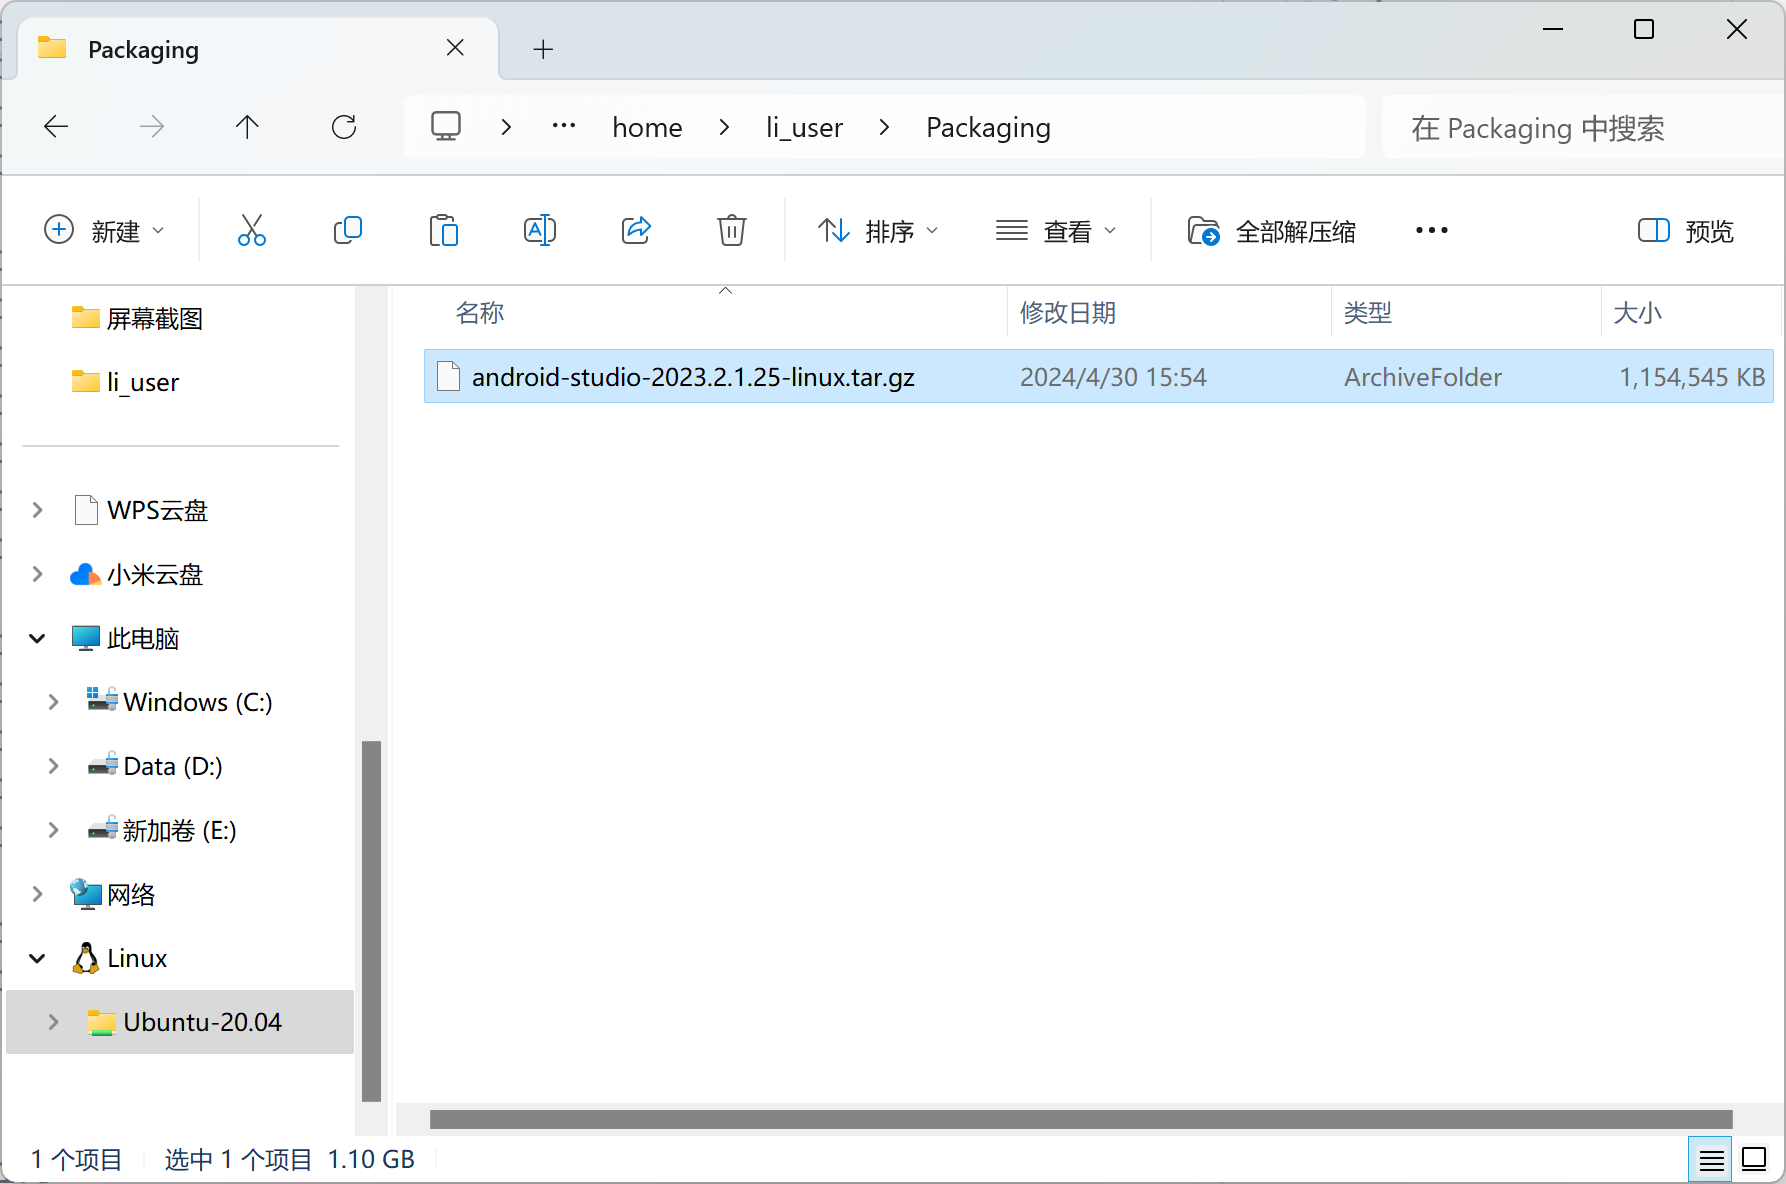 Packaging
home li_user Packaging 在 Packaging 中搜索
新建 排序 查看 全部解压缩 预览
名称 修改日期 类型 大小
android-studio-2023.2.1.25-linux.tar.gz 2024/4/30 15:54 ArchiveFolder 1,154,545 KB
屏幕截图
li_user
WPS云盘
小米云盘
此电脑
Windows (C:)
Data (D:)
新加卷 (E:)
网络
Linux
Ubuntu-20.04
1 个项目 选中 1 个项目 1.10 GB